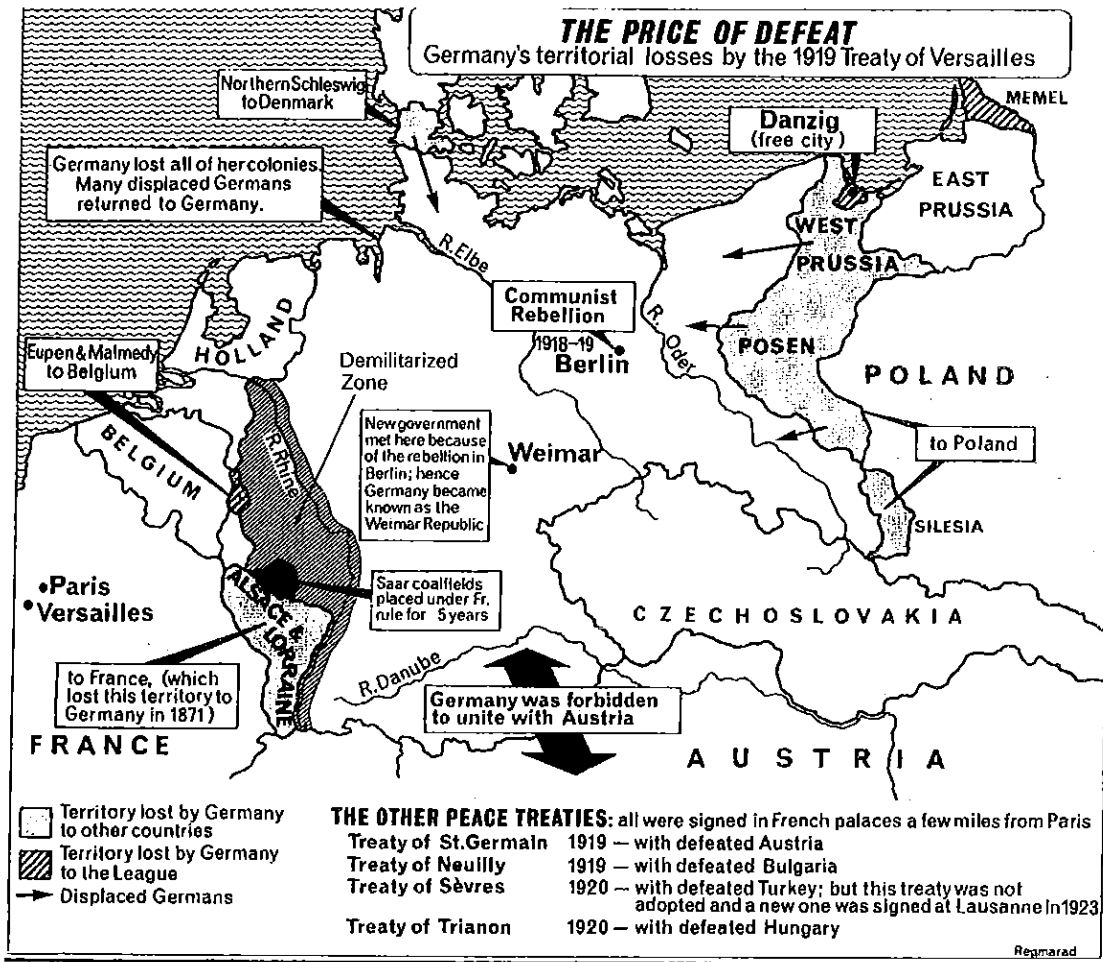 THE PRICE OF DEFEAT
Germany's territorial losses by the 1919 Treaty of Versailles
Northern Schleswig
to Denmark
MEMEL
Danzig
(free city)
Germany lost all of her colonies.
Many displaced Germans
returned to Germany.
EAST
PRUSSIA
WEST
PRUSSIA
R. Elbe
Communist
Rebellion
1918–19
Berlin
R. Oder
HOLLAND
POSEN
Eupen & Malmedy
to Belgium
Demilitarized
Zone
POLAND
BELGIUM
R. Rhine
New government
met here because
of the rebellion in
Berlin; hence
Germany became
known as the
Weimar Republic
Weimar
to Poland
SILESIA
Paris
Versailles
ALSACE &
LORRAINE
Saar coalfields
placed under Fr.
rule for 5 years
CZECHOSLOVAKIA
to France, (which
lost this territory to
Germany in 1871)
R. Danube
Germany was forbidden
to unite with Austria
FRANCE
AUSTRIA
Territory lost by Germany
to other countries
Territory lost by Germany
to the League
Displaced Germans
THE OTHER PEACE TREATIES: all were signed in French palaces a few miles from Paris
Treaty of St. Germain 1919 — with defeated Austria
Treaty of Neuilly 1919 — with defeated Bulgaria
Treaty of Sèvres 1920 — with defeated Turkey; but this treaty was not
adopted and a new one was signed at Lausanne in 1923
Treaty of Trianon 1920 — with defeated Hungary
Regmarad